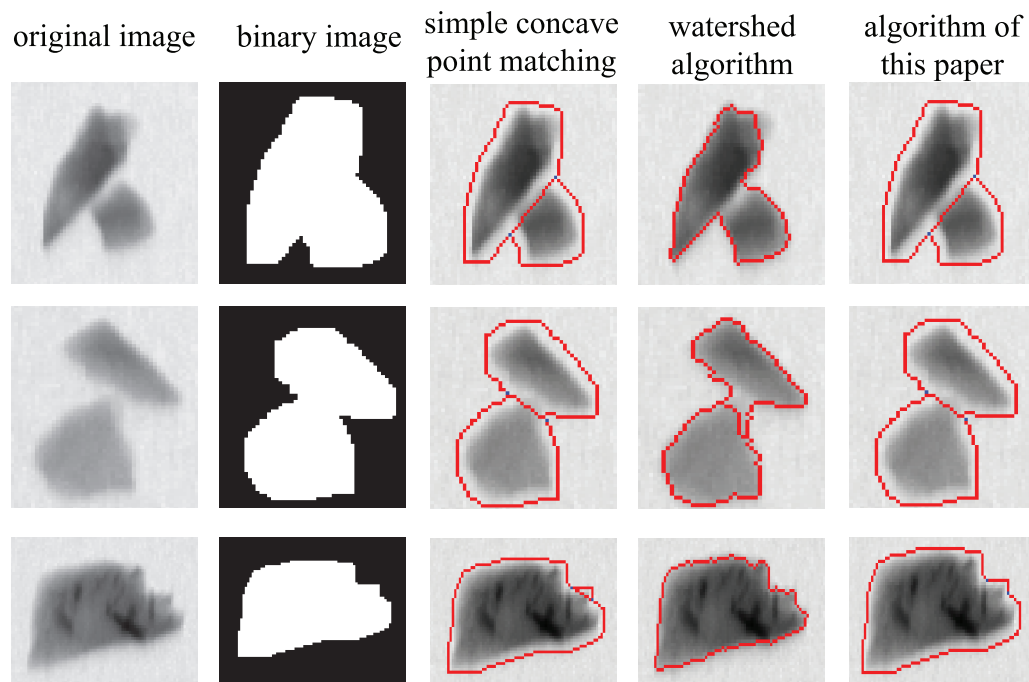 original image
binary image
simple concave
point matching
watershed
algorithm
algorithm of
this paper